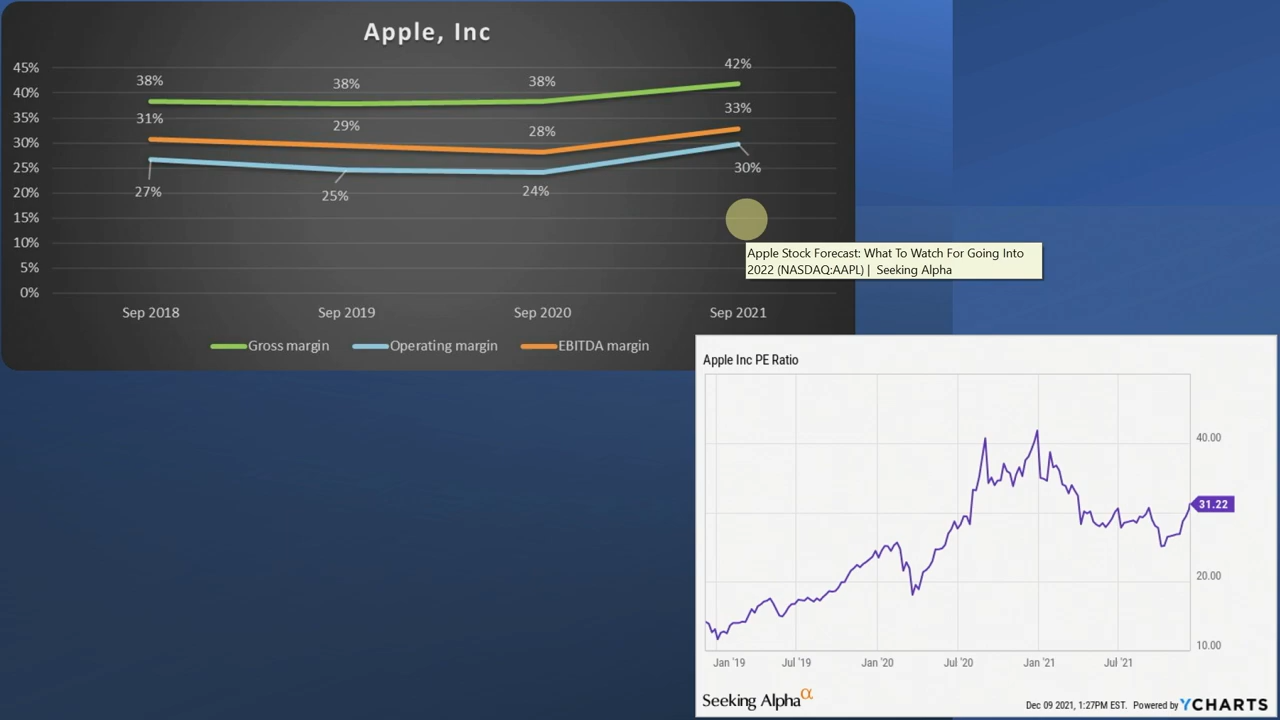 Apple, Inc
45%
40%
35%
30%
25%
20%
15%
10%
5%
0%
38%
38%
38%
42%
31%
29%
28%
33%
27%
25%
24%
30%
Sep 2018
Sep 2019
Sep 2020
Sep 2021
Gross margin
Operating margin
EBITDA margin
Apple Stock Forecast: What To Watch For Going Into
2022 (NASDAQ:AAPL) | Seeking Alpha
Apple Inc PE Ratio
40.00
31.22
20.00
10.00
Jan '19
Jul '19
Jan '20
Jul '20
Jan '21
Jul '21
Seeking Alphaα
Dec 09 2021, 1:27PM EST. Powered by YCHARTS